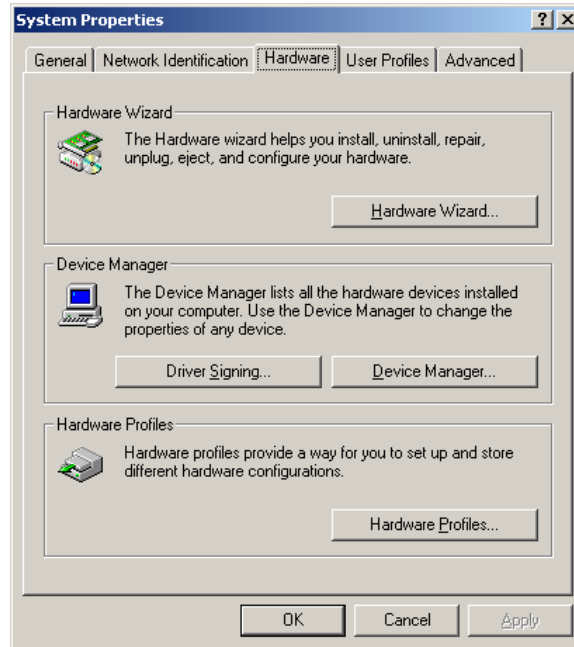 System Properties
General
Network Identification
Hardware
User Profiles
Advanced
Hardware Wizard
The Hardware wizard helps you install, uninstall, repair,
unplug, eject, and configure your hardware.
Hardware Wizard...
Device Manager
The Device Manager lists all the hardware devices installed
on your computer. Use the Device Manager to change the
properties of any device.
Driver Signing...
Device Manager...
Hardware Profiles
Hardware profiles provide a way for you to set up and store
different hardware configurations.
Hardware Profiles...
OK
Cancel
Apply